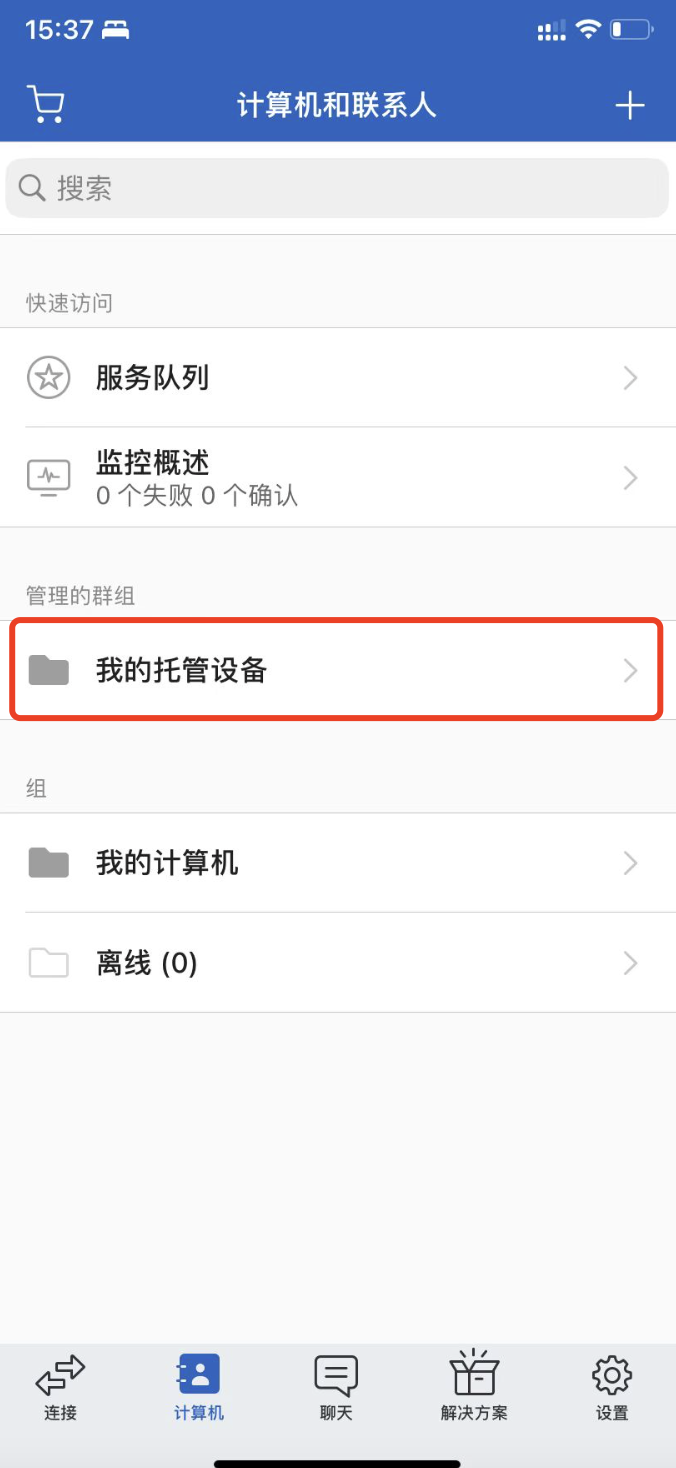 15:37
计算机和联系人
搜索
快速访问
服务队列
监控概述
0 个失败 0 个确认
管理的群组
我的托管设备
组
我的计算机
离线 (0)
连接
计算机
聊天
解决方案
设置